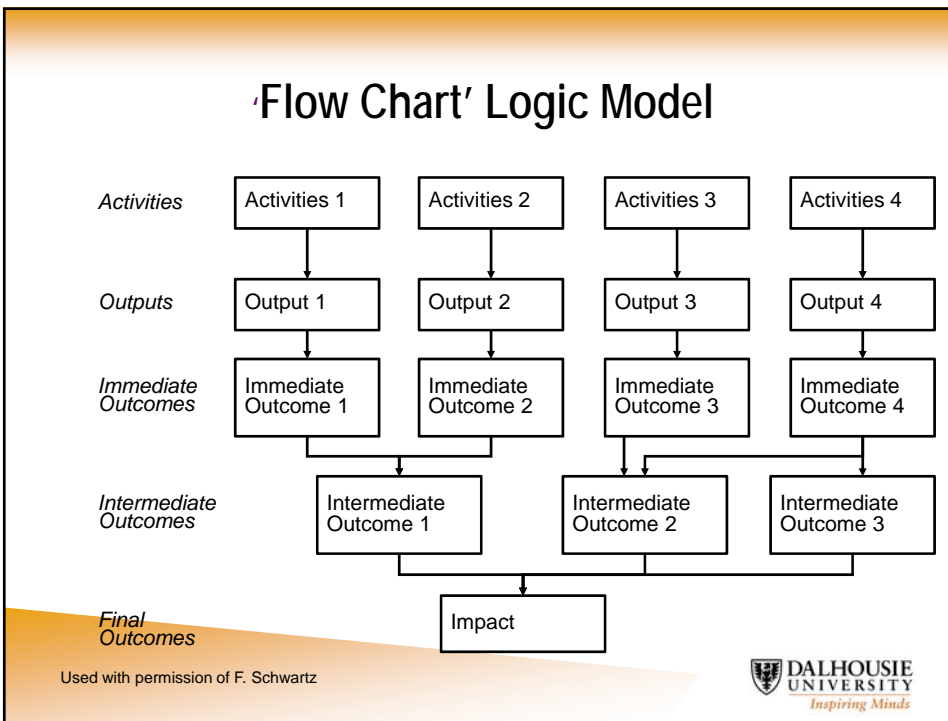 ‘Flow Chart’ Logic Model
Activities
Activities 1
Activities 2
Activities 3
Activities 4
Outputs
Output 1
Output 2
Output 3
Output 4
Immediate
Outcomes
Immediate
Outcome 1
Immediate
Outcome 2
Immediate
Outcome 3
Immediate
Outcome 4
Intermediate
Outcomes
Intermediate
Outcome 1
Intermediate
Outcome 2
Intermediate
Outcome 3
Final
Outcomes
Impact
Used with permission of F. Schwartz
DALHOUSIE
UNIVERSITY
Inspiring Minds